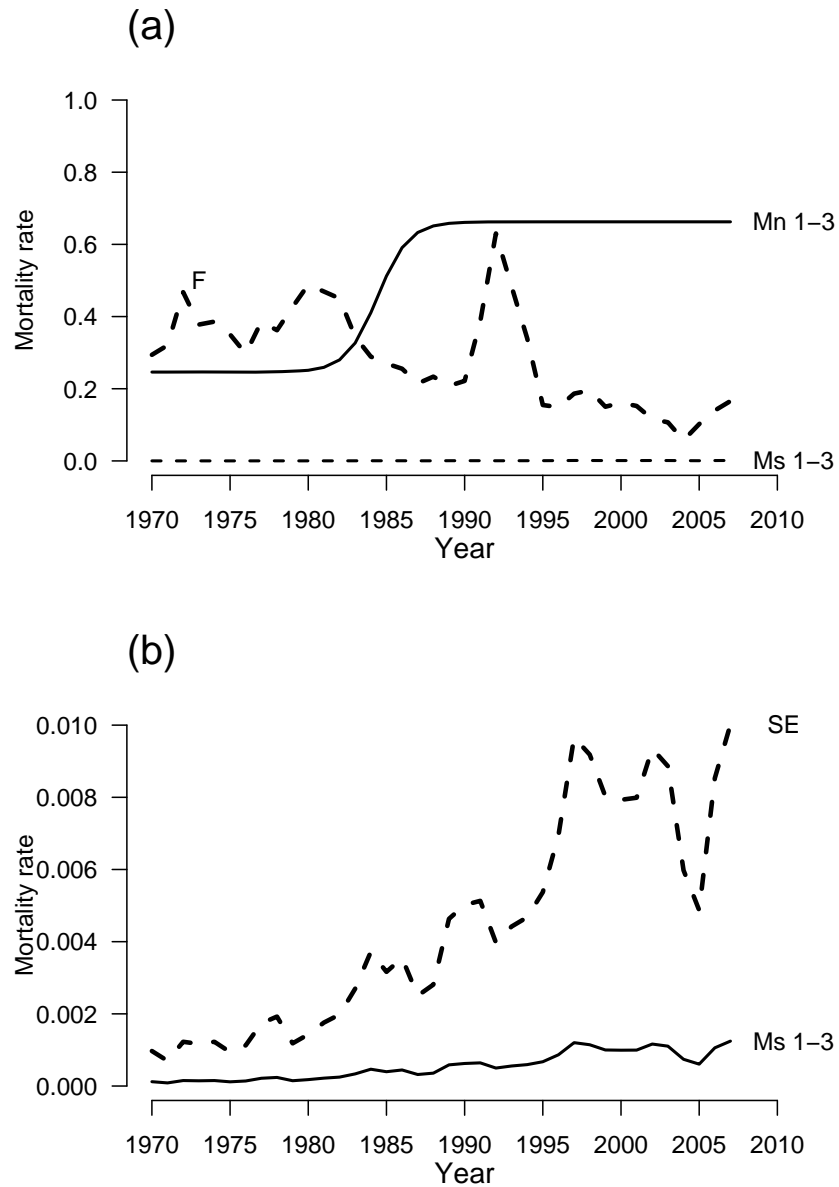 (a)
Mortality rate
1.0
0.8
0.6
0.4
0.2
0.0
F
Mn 1−3
Ms 1−3
1970 1975 1980 1985 1990 1995 2000 2005 2010
Year
(b)
Mortality rate
0.010
0.008
0.006
0.004
0.002
0.000
SE
Ms 1−3
1970 1975 1980 1985 1990 1995 2000 2005 2010
Year